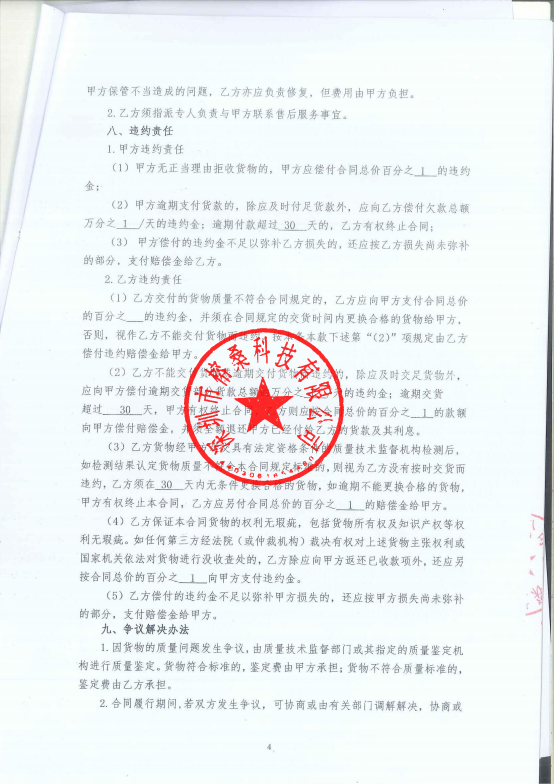 甲方保管不当造成的问题，乙方亦应负责修复，但费用由甲方负担。
2.乙方须指派专人负责与甲方联系售后服务事宜。
八、违约责任
1.甲方违约责任
（1）甲方无正当理由拒收货物的，甲方应偿付合同总价百分之 1 的违约
金；
（2）甲方逾期支付货款的，除应及时付足货款外，应向乙方偿付欠款总额
万分之 1 /天的违约金；逾期付款超过 30 天的，乙方有权终止合同；
（3） 甲方偿付的违约金不足以弥补乙方损失的，还应按乙方损失尚未弥补
的部分，支付赔偿金给乙方。
2.乙方违约责任
（1）乙方交付的货物质量不符合合同规定的，乙方应向甲方支付合同总价
的百分之 的违约金，并须在合同规定的交货时间内更换合格的货物给甲方，
否则，视作乙方不能交付货物而违约，按本条本款下述第“（2）”项规定由乙方
偿付违约赔偿金给甲方。
（2）乙方不能交付货物或逾期交付货物而违约的，除应及时交足货物外，
应向甲方偿付逾期交货部分货款总额的万分之 天的违约金；逾期交货
超过 30 天，甲方有权终止合同，乙方则应按合同总价的百分之 1 的款额
向甲方偿付赔偿金，并须全额退还甲方已经付给乙方的货款及其利息。
（3）乙方货物经甲方送交具有法定资格条件的质量技术监督机构检测后，
如检测结果认定货物质量不符合本合同规定标准的，则视为乙方没有按时交货而
违约，乙方须在 30 天内无条件更换合格的货物，如逾期不能更换合格的货物，
甲方有权终止本合同，乙方应另付合同总价的百分之 1 的赔偿金给甲方。
（4）乙方保证本合同货物的权利无瑕疵，包括货物所有权及知识产权等权
利无瑕疵。如任何第三方经法院（或仲裁机构）裁决有权对上述货物主张权利或
国家机关依法对货物进行没收查处的，乙方除应向甲方返还已收款项外，还应另
按合同总价的百分之 1 向甲方支付违约金。
（5）乙方偿付的违约金不足以弥补甲方损失的，还应按甲方损失尚未弥补
的部分，支付赔偿金给甲方。
九、争议解决办法
1.因货物的质量问题发生争议，由质量技术监督部门或其指定的质量鉴定机
构进行质量鉴定。货物符合标准的，鉴定费由甲方承担；货物不符合质量标准的，
鉴定费由乙方承担。
2.合同履行期间,若双方发生争议，可协商或由有关部门调解解决，协商或
4
深圳市榕桑科技有限公司